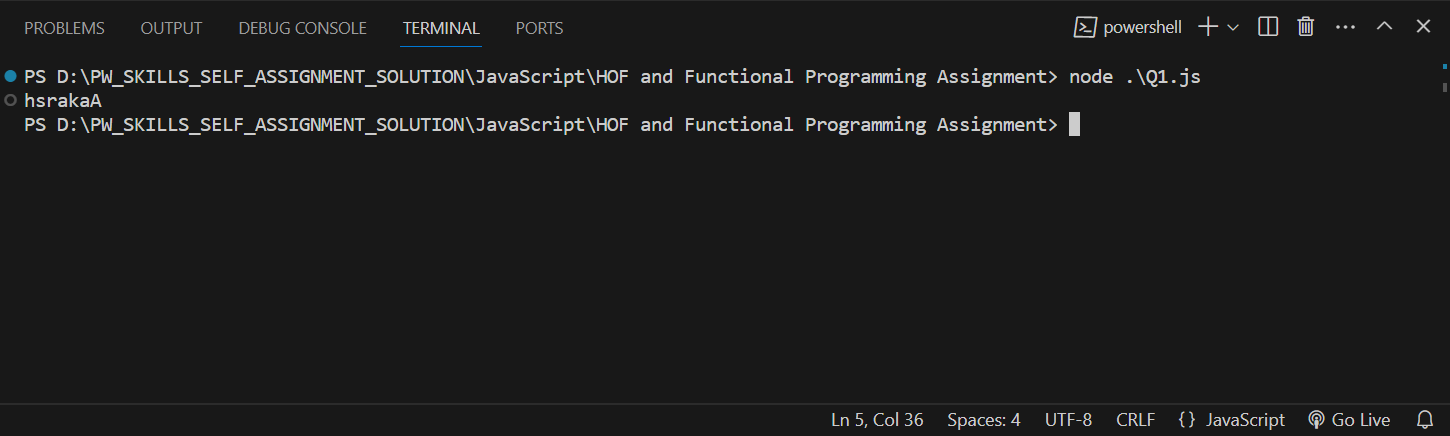 PROBLEMS OUTPUT DEBUG CONSOLE TERMINAL PORTS powershell
PS D:\PW_SKILLS_SELF_ASSIGNMENT_SOLUTION\JavaScript\HOF and Functional Programming Assignment> node .\Q1.js
hsrakaA
PS D:\PW_SKILLS_SELF_ASSIGNMENT_SOLUTION\JavaScript\HOF and Functional Programming Assignment>
Ln 5, Col 36 Spaces: 4 UTF-8 CRLF {} JavaScript Go Live